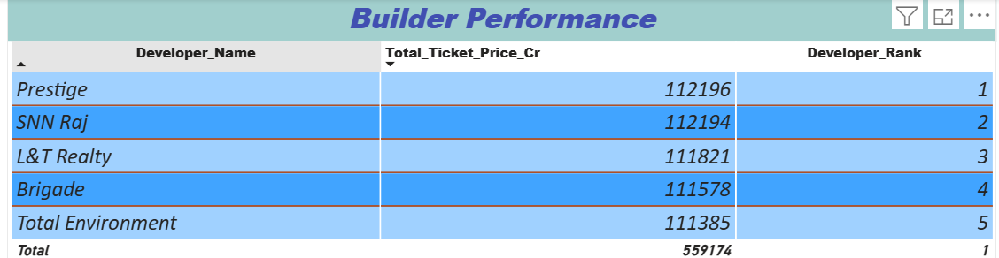 Builder Performance
Developer_Name Total_Ticket_Price_Cr Developer_Rank
Prestige 112196 1
SNN Raj 112194 2
L&T Realty 111821 3
Brigade 111578 4
Total Environment 111385 5
Total 559174 1